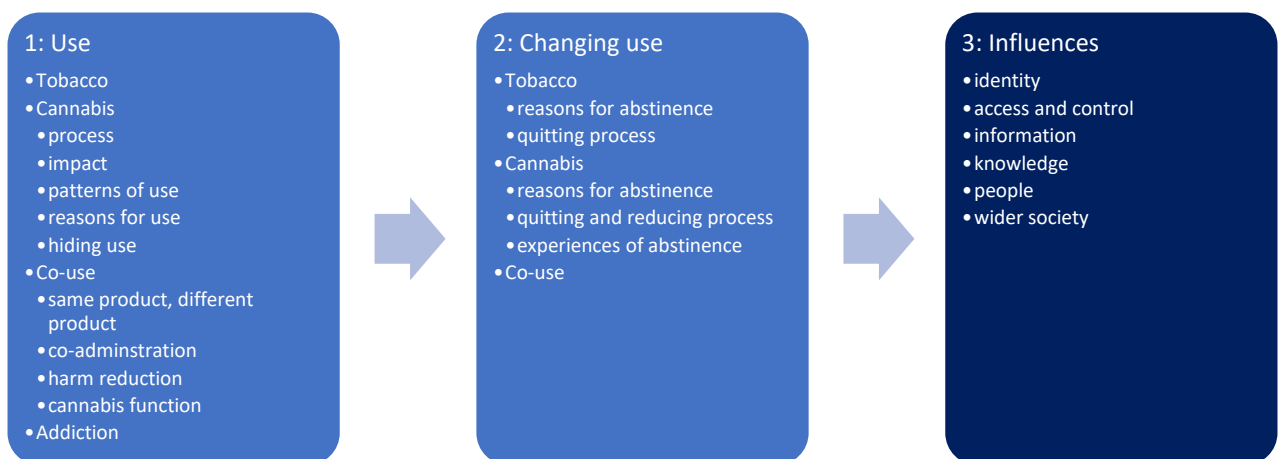 1: Use
•Tobacco
•Cannabis
•process
•impact
•patterns of use
•reasons for use
•hiding use
•Co-use
•same product, different
product
•co-adminstration
•harm reduction
•cannabis function
•Addiction
2: Changing use
•Tobacco
•reasons for abstinence
•quitting process
•Cannabis
•reasons for abstinence
•quitting and reducing process
•experiences of abstinence
•Co-use
3: Influences
•identity
•access and control
•information
•knowledge
•people
•wider society